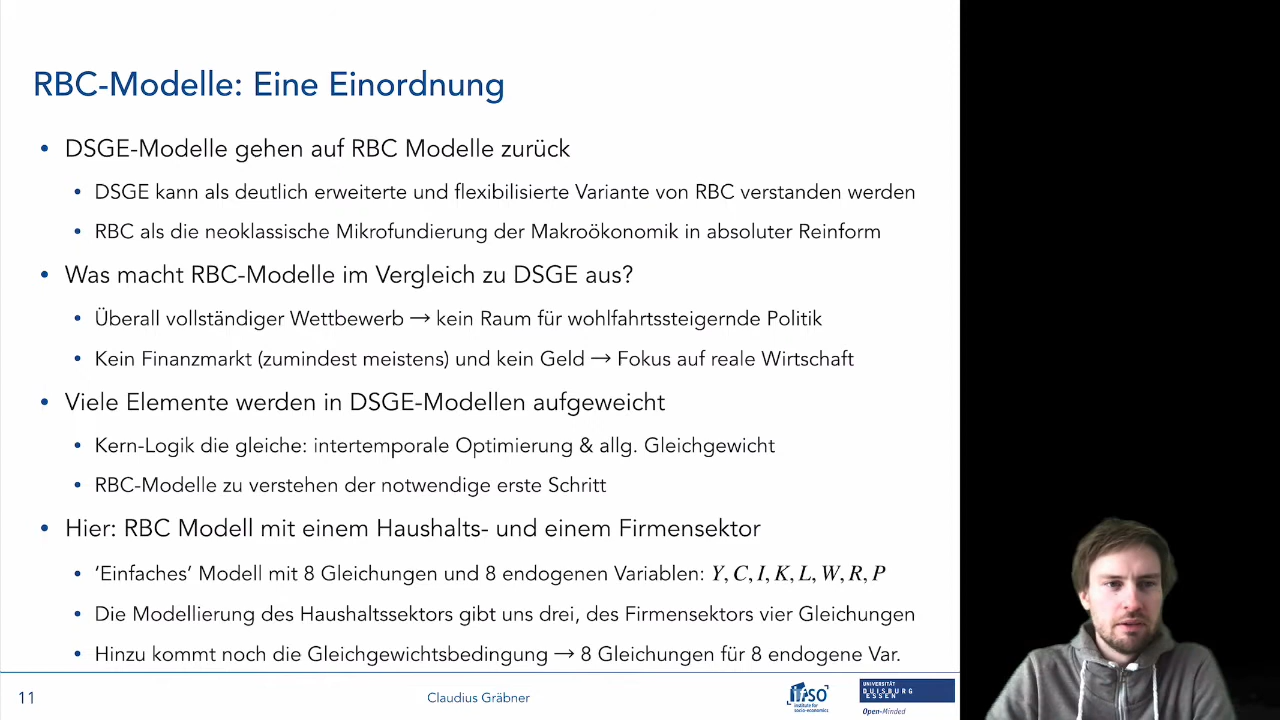 RBC-Modelle: Eine Einordnung
• DSGE-Modelle gehen auf RBC Modelle zurück
• DSGE kann als deutlich erweiterte und flexibilisierte Variante von RBC verstanden werden
• RBC als die neoklassische Mikrofundierung der Makroökonomik in absoluter Reinform
• Was macht RBC-Modelle im Vergleich zu DSGE aus?
• Überall vollständiger Wettbewerb → kein Raum für wohlfahrtssteigernde Politik
• Kein Finanzmarkt (zumindest meistens) und kein Geld → Fokus auf reale Wirtschaft
• Viele Elemente werden in DSGE-Modellen aufgeweicht
• Kern-Logik die gleiche: intertemporale Optimierung & allg. Gleichgewicht
• RBC-Modelle zu verstehen der notwendige erste Schritt
• Hier: RBC Modell mit einem Haushalts- und einem Firmensektor
• ’Einfaches‘ Modell mit 8 Gleichungen und 8 endogenen Variablen: Y, C, I, K, L, W, R, P
• Die Modellierung des Haushaltssektors gibt uns drei, des Firmensektors vier Gleichungen
• Hinzu kommt noch die Gleichgewichtsbedingung → 8 Gleichungen für 8 endogene Var.
11
Claudius Gräbner
ifso
institute for
socio-economics
UNIVERSITÄT
DUISBURG
ESSEN
Open-Minded